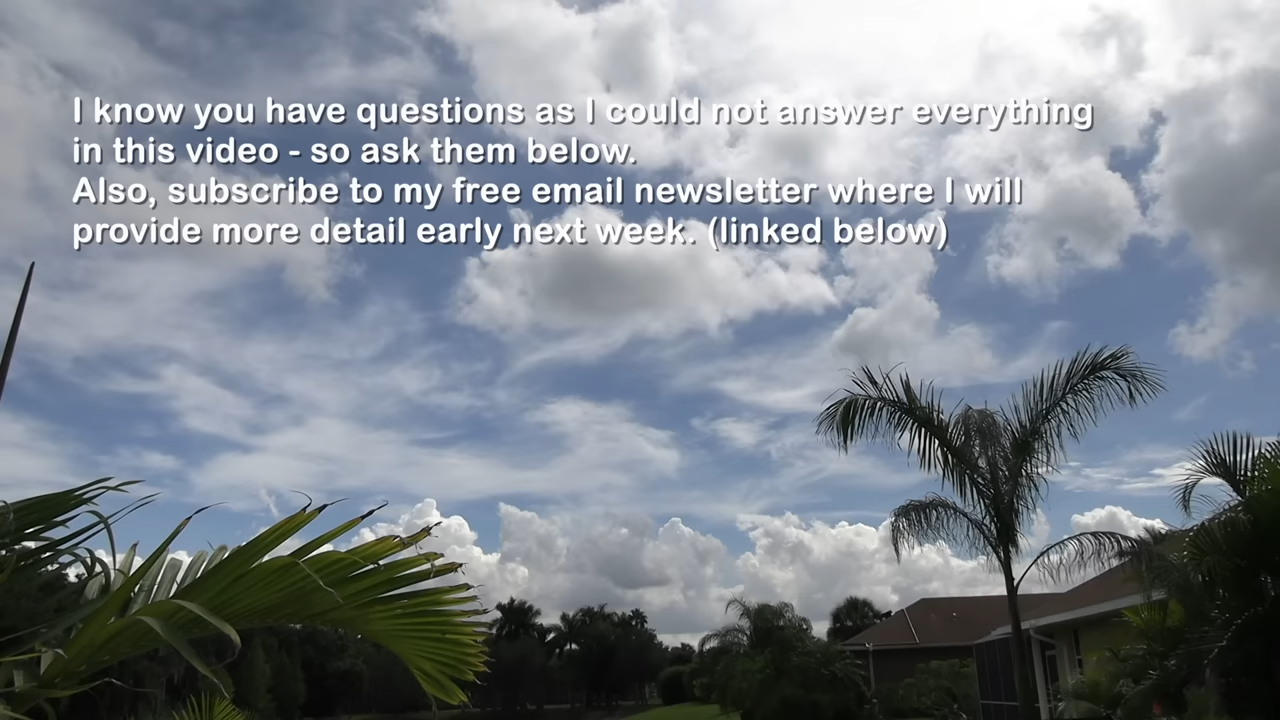 I know you have questions as I could not answer everything
in this video - so ask them below.
Also, subscribe to my free email newsletter where I will
provide more detail early next week. (linked below)